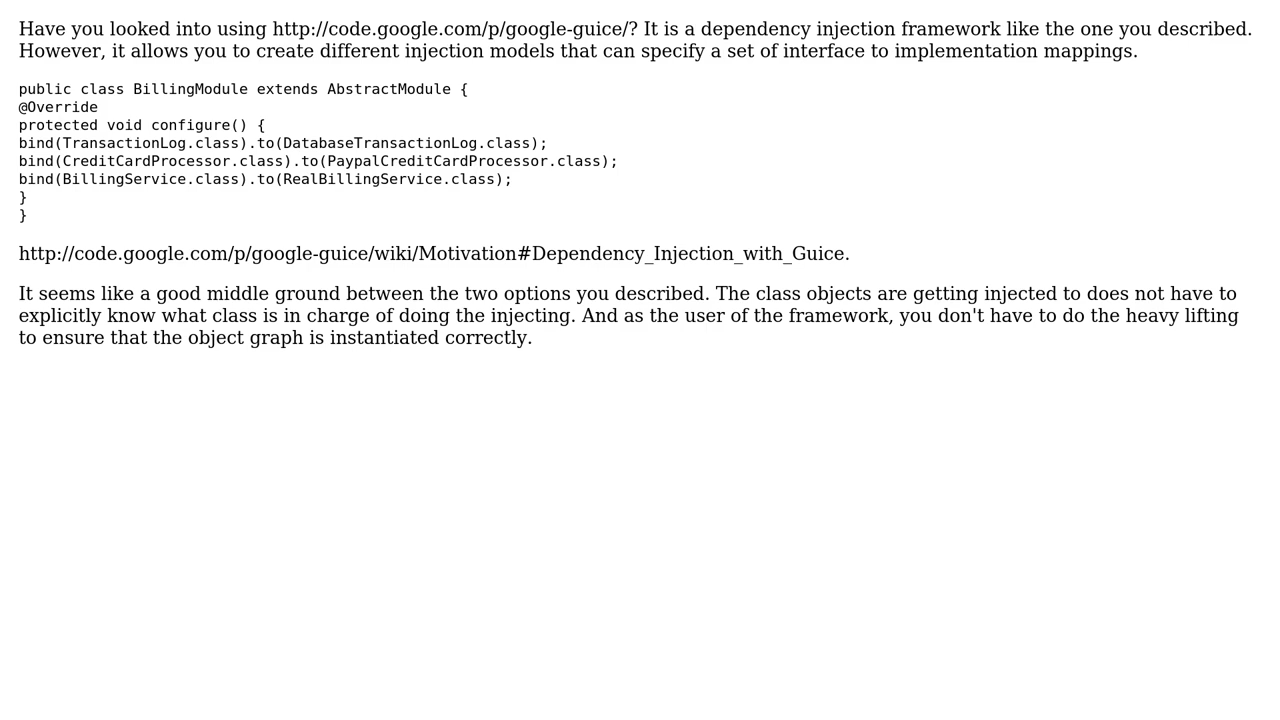 Have you looked into using http://code.google.com/p/google-guice/? It is a dependency injection framework like the one you described.
However, it allows you to create different injection models that can specify a set of interface to implementation mappings.
public class BillingModule extends AbstractModule {
@Override
protected void configure() {
bind(TransactionLog.class).to(DatabaseTransactionLog.class);
bind(CreditCardProcessor.class).to(PaypalCreditCardProcessor.class);
bind(BillingService.class).to(RealBillingService.class);
}
}
http://code.google.com/p/google-guice/wiki/Motivation#Dependency_Injection_with_Guice.
It seems like a good middle ground between the two options you described. The class objects are getting injected to does not have to
explicitly know what class is in charge of doing the injecting. And as the user of the framework, you don't have to do the heavy lifting
to ensure that the object graph is instantiated correctly.